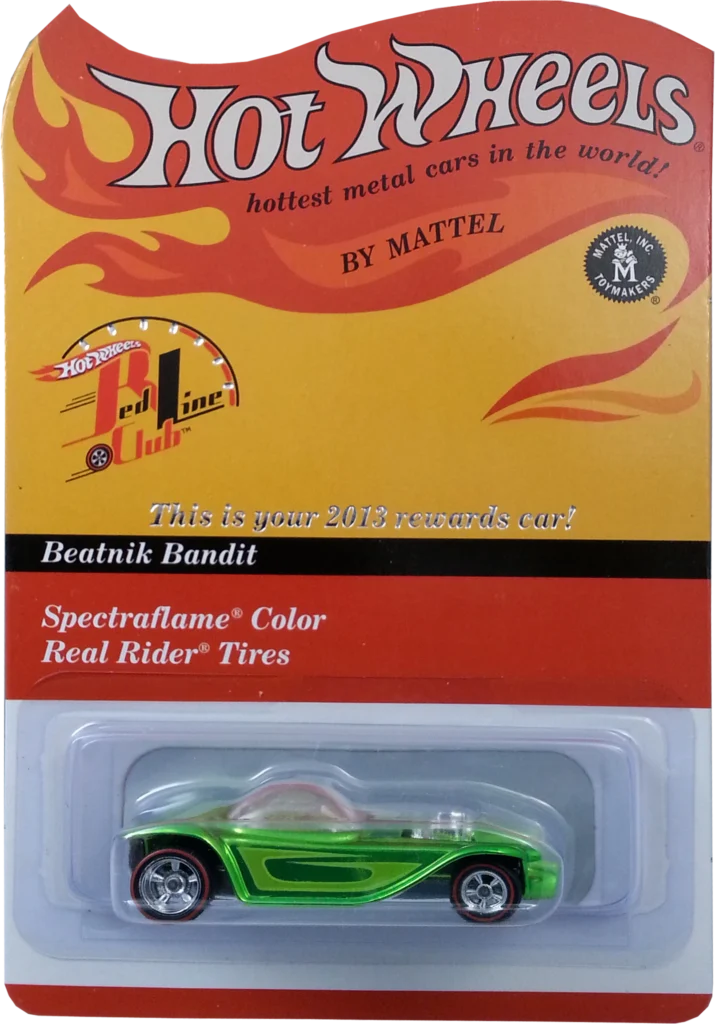 Hot Wheels®
hottest metal cars in the world!
BY MATTEL
MATTEL, INC.
M
TOYMAKERS
®
Hot Wheels
Red Line
Club™
This is your 2013 rewards car!
Beatnik Bandit
Spectraflame® Color
Real Rider® Tires